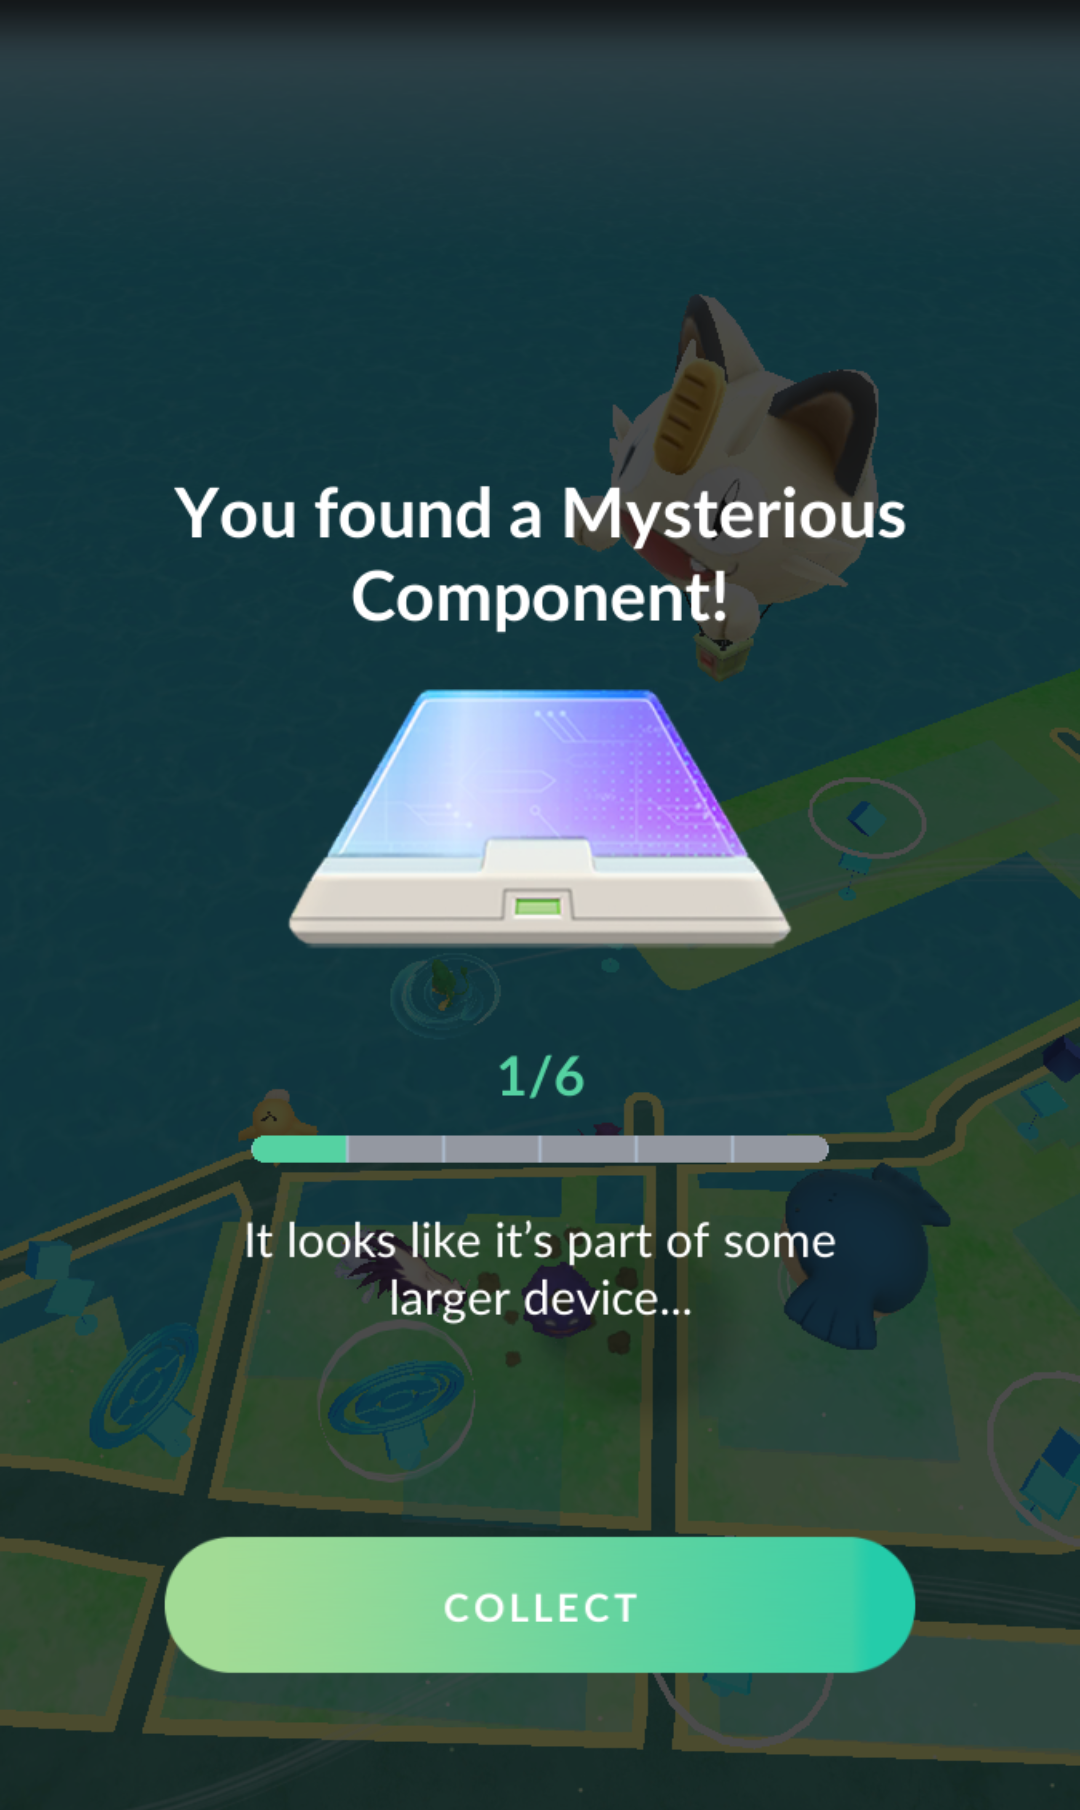 You found a Mysterious
Component!
1/6
It looks like it’s part of some
larger device...
COLLECT